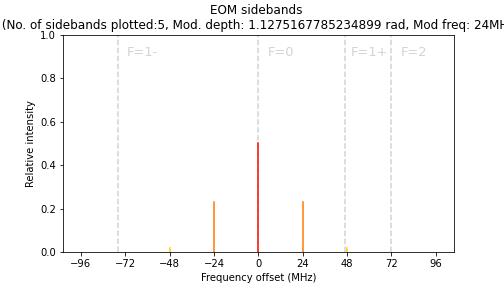 EOM sidebands
(No. of sidebands plotted:5, Mod. depth: 1.1275167785234899 rad, Mod freq: 24MH
1.0
F=1- F=0 F=1+ F=2
0.8
0.6
0.4
0.2
0.0
Relative intensity
−96 −72 −48 −24 0 24 48 72 96
Frequency offset (MHz)